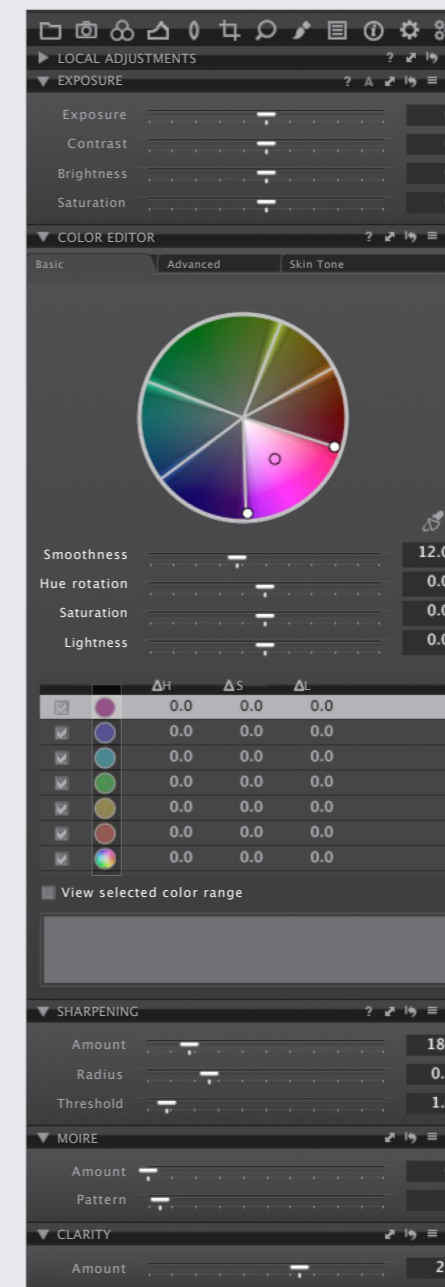 LOCAL ADJUSTMENTS ?
EXPOSURE ? A
Exposure
Contrast
Brightness
Saturation
COLOR EDITOR ?
Basic Advanced Skin Tone
Smoothness 12.0
Hue rotation 0.0
Saturation 0.0
Lightness 0.0
ΔH ΔS ΔL
0.0 0.0 0.0
0.0 0.0 0.0
0.0 0.0 0.0
0.0 0.0 0.0
0.0 0.0 0.0
0.0 0.0 0.0
0.0 0.0 0.0
View selected color range
SHARPENING ?
Amount 18
Radius 0.
Threshold 1.
MOIRE
Amount
Pattern
CLARITY
Amount 2